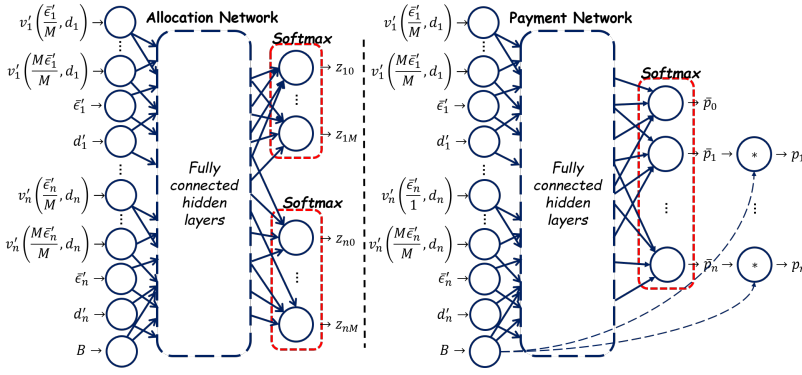 Allocation Network
Softmax
v′₁(ε̄′₁/M, d₁)
⋮
v′₁(Mε̄′₁/M, d₁)
ε̄′₁
d′₁
⋮
v′ₙ(ε̄′ₙ/M, dₙ)
⋮
v′ₙ(Mε̄′ₙ/M, dₙ)
ε̄′ₙ
d′ₙ
B
Fully
connected
hidden
layers
z₁₀
...
z₁M
Softmax
zₙ₀
⋮
zₙM
Payment Network
v′₁(ε̄′₁/M, d₁)
⋮
v′₁(Mε̄′₁/M, d₁)
ε̄′₁
d′₁
⋮
v′ₙ(ε̄′ₙ/1, dₙ)
⋮
v′ₙ(Mε̄′ₙ/M, dₙ)
ε̄′ₙ
d′ₙ
B
Fully
connected
hidden
layers
Softmax
p̄₀
p̄₁ * p₁
⋮ ⋮
p̄ₙ * pₙ